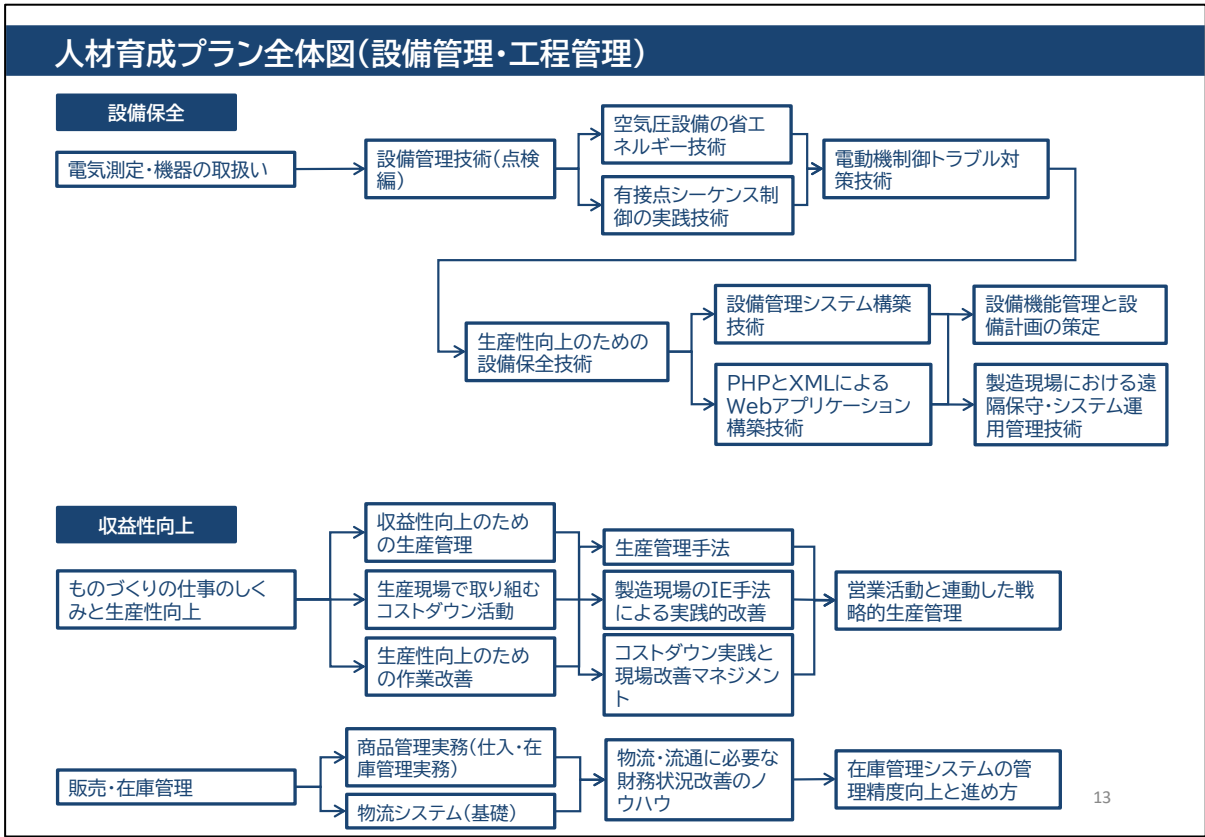 人材育成プラン全体図(設備管理・工程管理)
設備保全
電気測定・機器の取扱い
設備管理技術(点検
編)
空気圧設備の省エ
ネルギー技術
有接点シーケンス制
御の実践技術
電動機制御トラブル対
策技術
生産性向上のための
設備保全技術
設備管理システム構築
技術
PHPとXMLによる
Webアプリケーション
構築技術
設備機能管理と設
備計画の策定
製造現場における遠
隔保守・システム運
用管理技術
収益性向上
ものづくりの仕事のしく
みと生産性向上
収益性向上のため
の生産管理
生産現場で取り組む
コストダウン活動
生産性向上のため
の作業改善
生産管理手法
製造現場のIE手法
による実践的改善
コストダウン実践と
現場改善マネジメン
ト
営業活動と連動した戦
略的生産管理
販売・在庫管理
商品管理実務(仕入・在
庫管理実務)
物流システム(基礎)
物流・流通に必要な
財務状況改善のノ
ウハウ
在庫管理システムの管
理精度向上と進め方
13